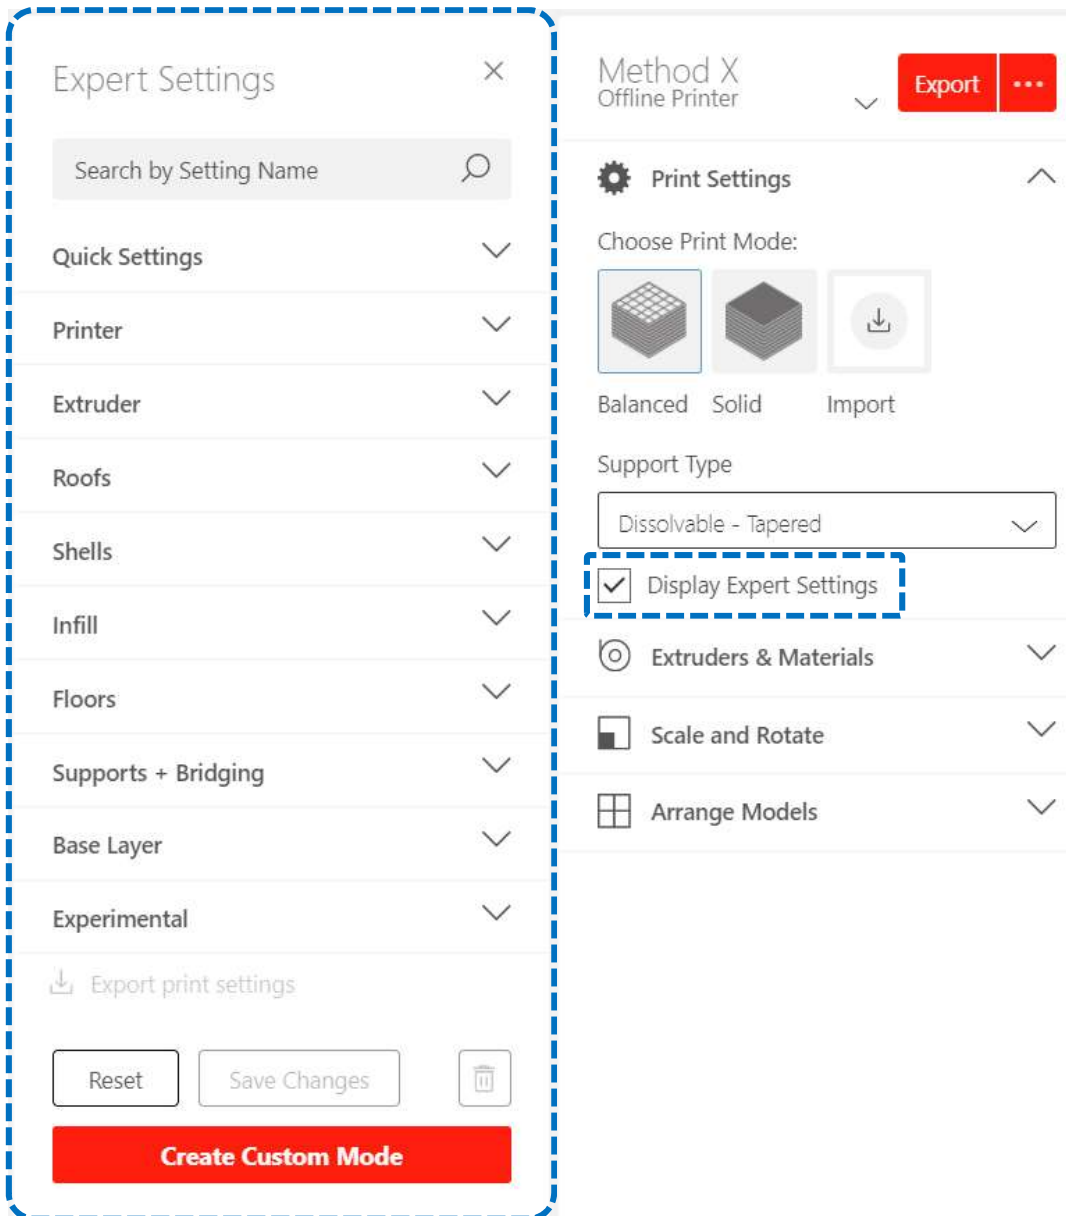 Expert Settings
Search by Setting Name
Quick Settings
Printer
Extruder
Roofs
Shells
Infill
Floors
Supports + Bridging
Base Layer
Experimental
Export print settings
Reset
Save Changes
Create Custom Mode
Method X
Offline Printer
Export
Print Settings
Choose Print Mode:
Balanced Solid Import
Support Type
Dissolvable - Tapered
Display Expert Settings
Extruders & Materials
Scale and Rotate
Arrange Models